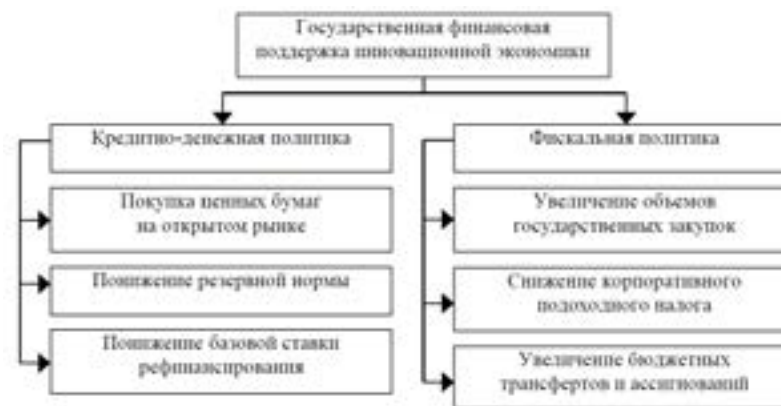 Государственная финансовая
поддержка инновационной экономики
Кредитно-денежная политика
Фискальная политика
Покупка ценных бумаг
на открытом рынке
Увеличение объемов
государственных закупок
Понижение резервной нормы
Снижение корпоративного
подоходного налога
Понижение базовой ставки
рефинансирования
Увеличение бюджетных
трансфертов и ассигнований